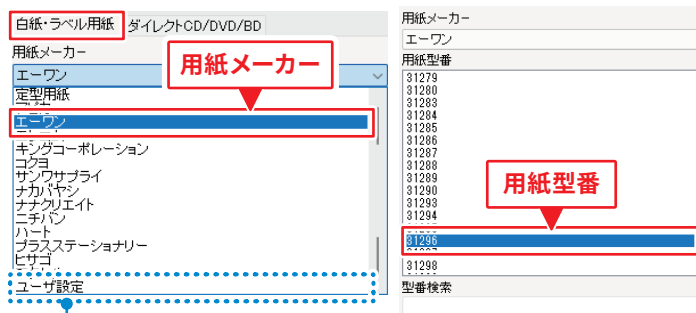 白紙・ラベル用紙 ダイレクトCD/DVD/BD
用紙メーカー
エーワン
用紙メーカー
定型用紙
エーワン
キングコーポレーション
コクヨ
サンワサプライ
ナカバヤシ
ナナクリエイト
ニチバン
ハート
プラスステーショナリー
ヒサゴ
ユーザ設定
用紙メーカー
エーワン
用紙型番
31279
31280
31283
31284
31285
31286
31287
31288
31289
31290
31293
31294
用紙型番
31296
31298
型番検索